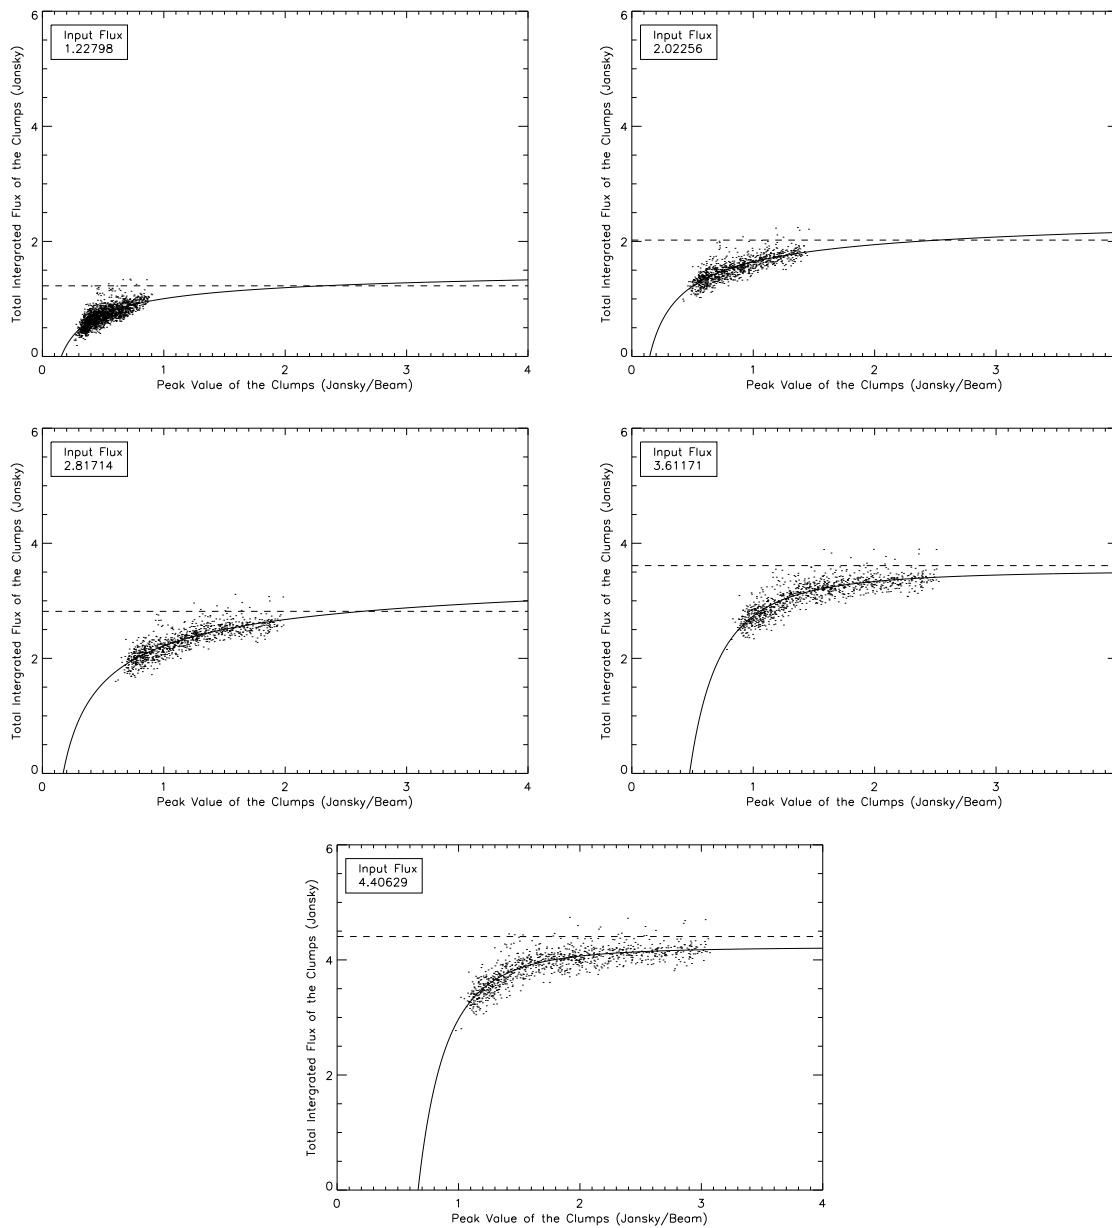 Input Flux
1.22798
Total Intergrated Flux of the Clumps (Jansky)
6
4
2
0
0 1 2 3 4
Peak Value of the Clumps (Jansky/Beam)
Input Flux
2.02256
Total Intergrated Flux of the Clumps (Jansky)
6
4
2
0
0 1 2 3
Peak Value of the Clumps (Jansky/Beam)
Input Flux
2.81714
Total Intergrated Flux of the Clumps (Jansky)
6
4
2
0
0 1 2 3 4
Peak Value of the Clumps (Jansky/Beam)
Input Flux
3.61171
Total Intergrated Flux of the Clumps (Jansky)
6
4
2
0
0 1 2 3
Peak Value of the Clumps (Jansky/Beam)
Input Flux
4.40629
Total Intergrated Flux of the Clumps (Jansky)
6
4
2
0
0 1 2 3 4
Peak Value of the Clumps (Jansky/Beam)